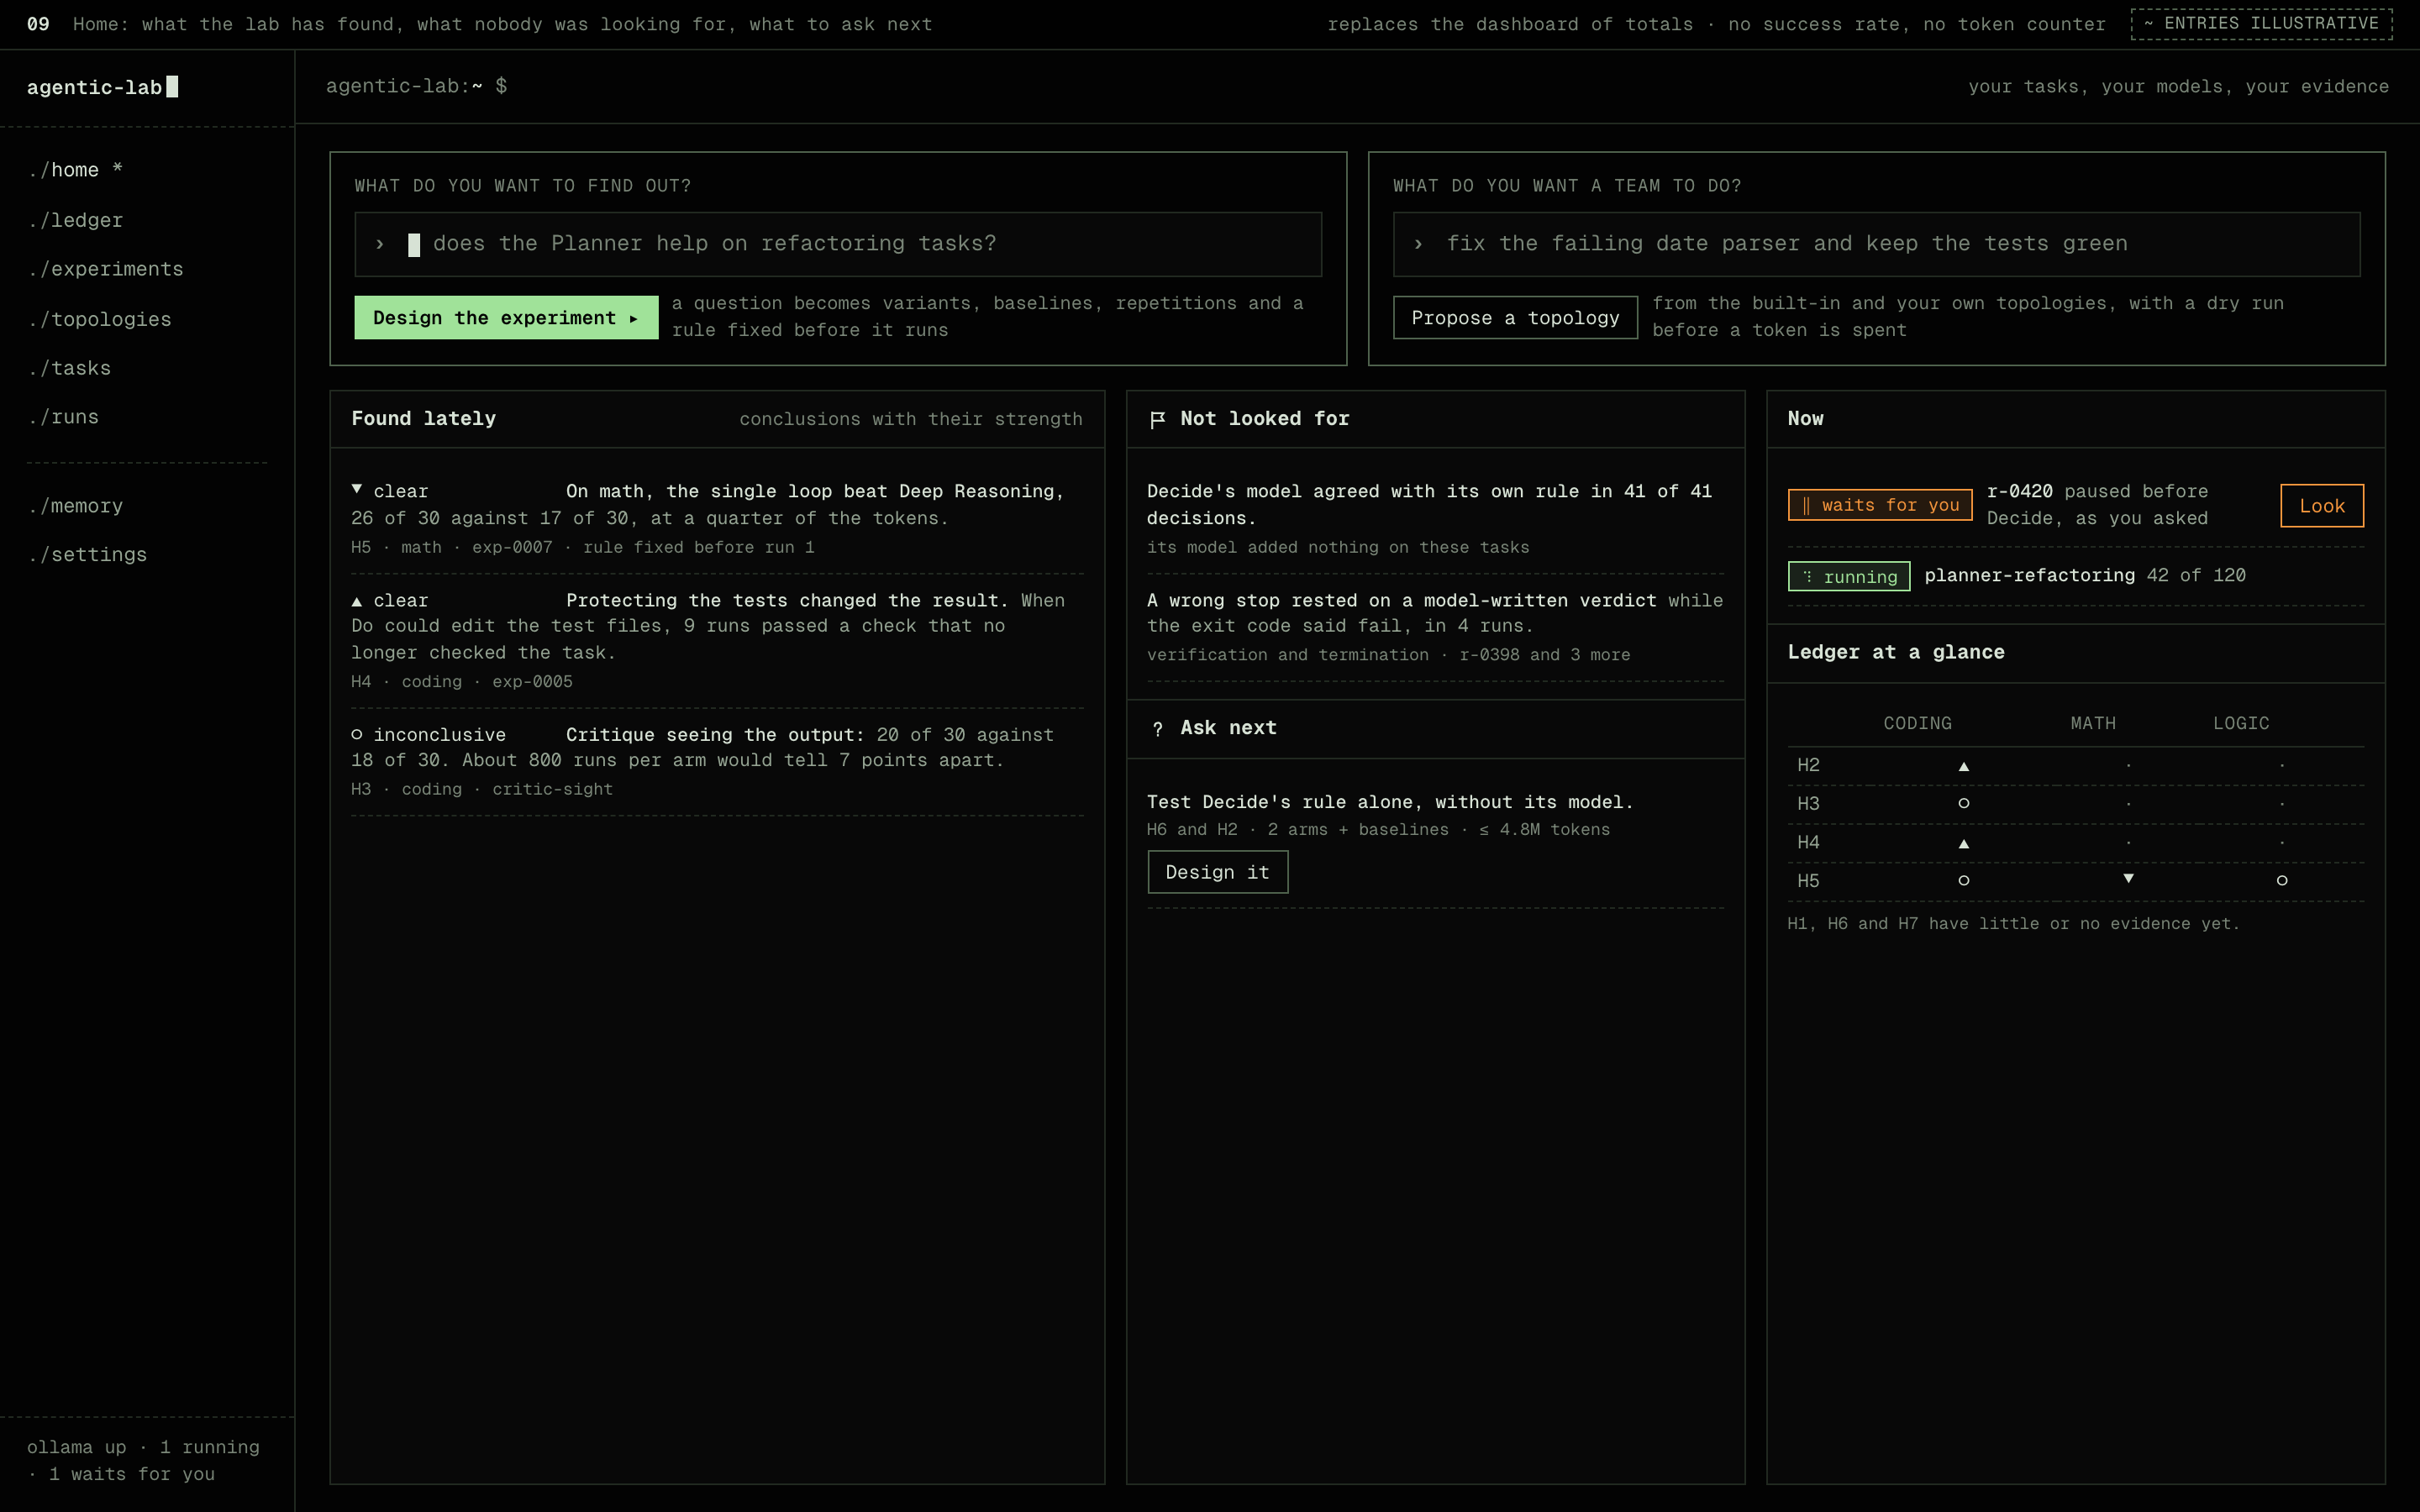 09 Home: what the lab has found, what nobody was looking for, what to ask next
replaces the dashboard of totals · no success rate, no token counter
~ ENTRIES ILLUSTRATIVE
agentic-lab
./home *
./ledger
./experiments
./topologies
./tasks
./runs
./memory
./settings
ollama up · 1 running
· 1 waits for you
agentic-lab:~ $
your tasks, your models, your evidence
WHAT DO YOU WANT TO FIND OUT?
› does the Planner help on refactoring tasks?
Design the experiment ▸
a question becomes variants, baselines, repetitions and a
rule fixed before it runs
WHAT DO YOU WANT A TEAM TO DO?
› fix the failing date parser and keep the tests green
Propose a topology
from the built-in and your own topologies, with a dry run
before a token is spent
Found lately
conclusions with their strength
▼ clear On math, the single loop beat Deep Reasoning,
26 of 30 against 17 of 30, at a quarter of the tokens.
H5 · math · exp-0007 · rule fixed before run 1
▲ clear Protecting the tests changed the result. When
Do could edit the test files, 9 runs passed a check that no
longer checked the task.
H4 · coding · exp-0005
○ inconclusive Critique seeing the output: 20 of 30 against
18 of 30. About 800 runs per arm would tell 7 points apart.
H3 · coding · critic-sight
Not looked for
Decide's model agreed with its own rule in 41 of 41
decisions.
its model added nothing on these tasks
A wrong stop rested on a model-written verdict while
the exit code said fail, in 4 runs.
verification and termination · r-0398 and 3 more
? Ask next
Test Decide's rule alone, without its model.
H6 and H2 · 2 arms + baselines · ≤ 4.8M tokens
Design it
Now
‖ waits for you
r-0420 paused before
Decide, as you asked
Look
running
planner-refactoring 42 of 120
Ledger at a glance
CODING MATH LOGIC
H2 ▲ · ·
H3 ○ · ·
H4 ▲ · ·
H5 ○ ▼ ○
H1, H6 and H7 have little or no evidence yet.